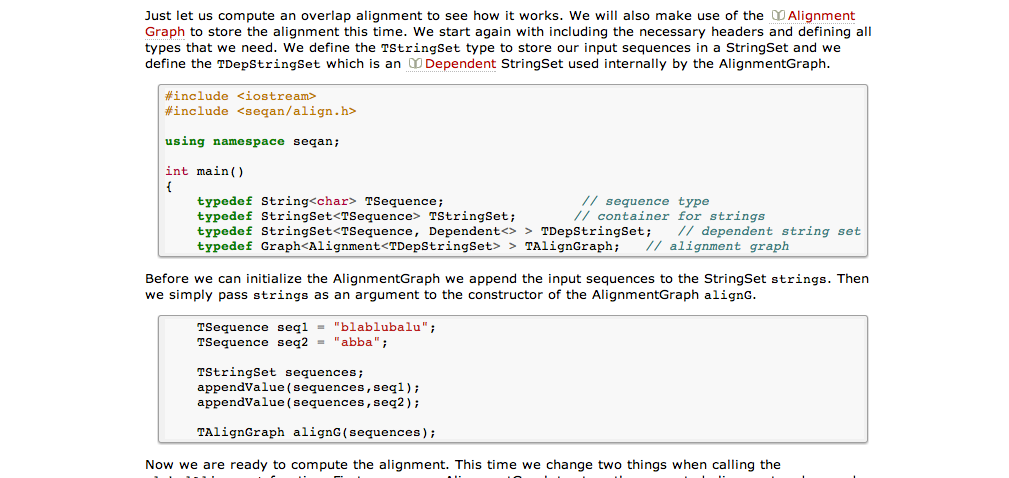 Just let us compute an overlap alignment to see how it works. We will also make use of the Alignment
Graph to store the alignment this time. We start again with including the necessary headers and defining all
types that we need. We define the TStringSet type to store our input sequences in a StringSet and we
define the TDepStringSet which is an Dependent StringSet used internally by the AlignmentGraph.
#include <iostream>
#include <seqan/align.h>
using namespace seqan;
int main()
{
typedef String<char> TSequence; // sequence type
typedef StringSet<TSequence> TStringSet; // container for strings
typedef StringSet<TSequence, Dependent<> > TDepStringSet; // dependent string set
typedef Graph<Alignment<TDepStringSet> > TAlignGraph; // alignment graph
Before we can initialize the AlignmentGraph we append the input sequences to the StringSet strings. Then
we simply pass strings as an argument to the constructor of the AlignmentGraph alignG.
TSequence seq1 = "blablubalu";
TSequence seq2 = "abba";
TStringSet sequences;
appendValue(sequences,seq1);
appendValue(sequences,seq2);
TAlignGraph alignG(sequences);
Now we are ready to compute the alignment. This time we change two things when calling the